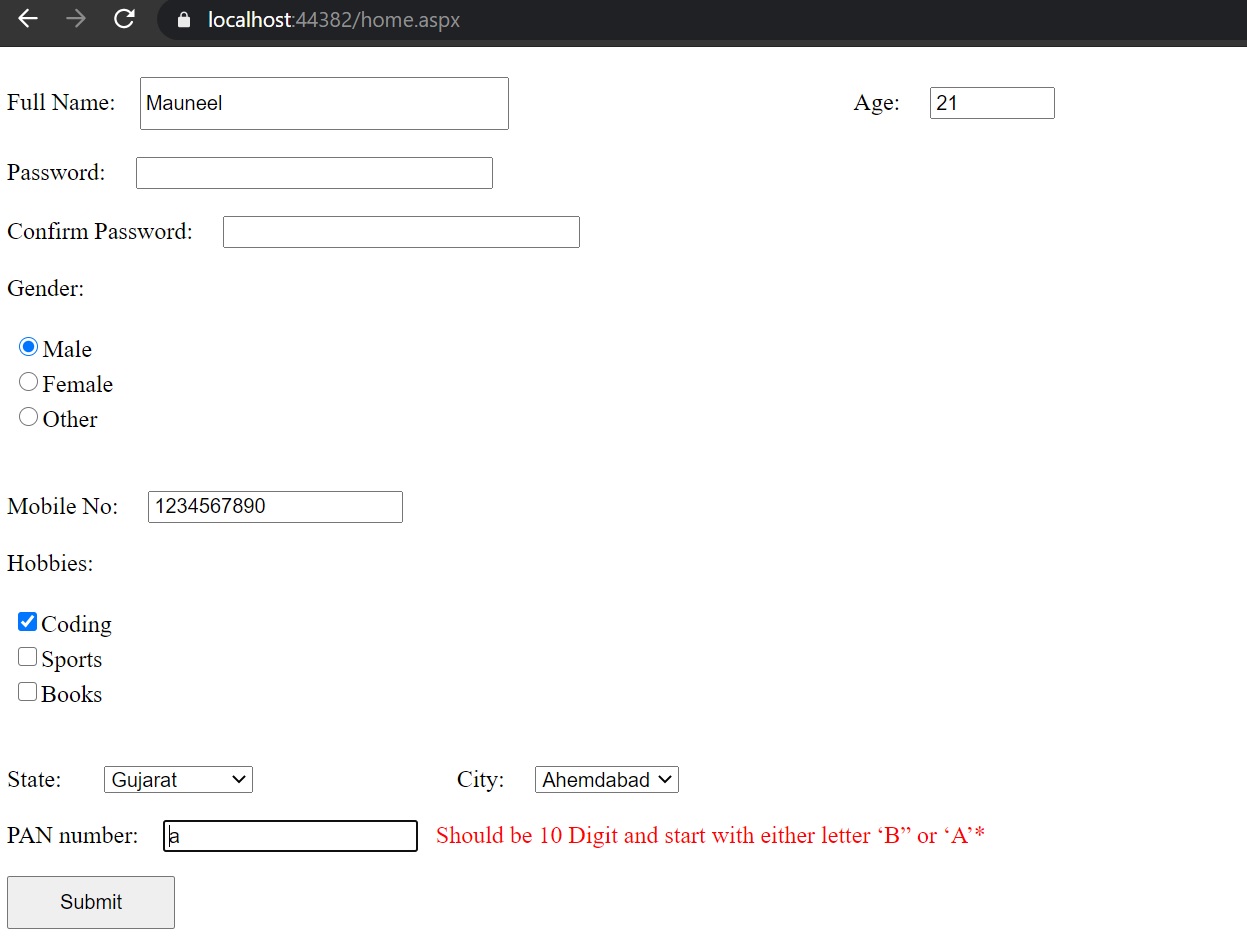 localhost:44382/home.aspx
Full Name: Mauneel Age: 21
Password:
Confirm Password:
Gender:
Male
Female
Other
Mobile No: 1234567890
Hobbies:
Coding
Sports
Books
State: Gujarat City: Ahemdabad
PAN number: a Should be 10 Digit and start with either letter ‘B” or ‘A’*
Submit